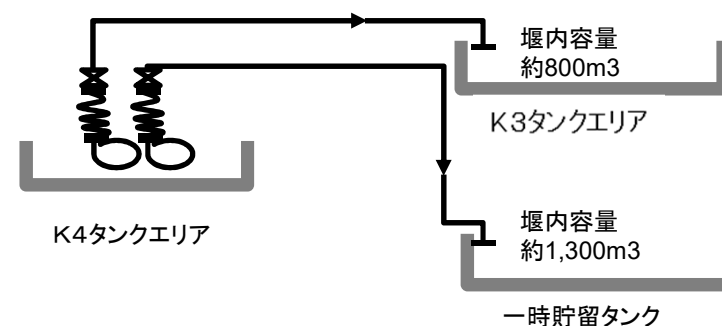 堰内容量
約800m3
K3タンクエリア
K4タンクエリア
堰内容量
約1,300m3
一時貯留タンク